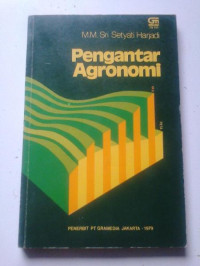 M.M. Sri Setyati Harjadi
Pengantar
Agronomi
PENERBIT PT GRAMEDIA JAKARTA - 1979